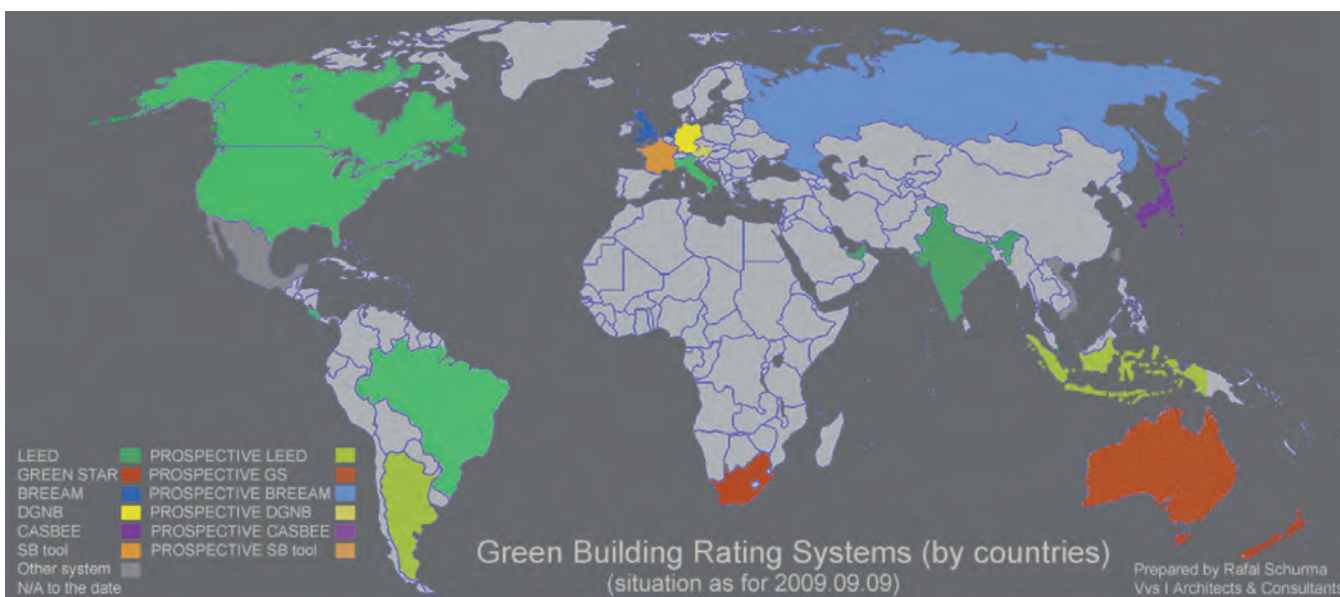 LEED PROSPECTIVE LEED
GREEN STAR PROSPECTIVE GS
BREEAM PROSPECTIVE BREEAM
DGNB PROSPECTIVE DGNB
CASBEE PROSPECTIVE CASBEE
SB tool PROSPECTIVE SB tool
Other system
N/A to the date
Green Building Rating Systems (by countries)
(situation as for 2009.09.09)
Prepared by Rafal Schurma
Vvs I Architects & Consultants